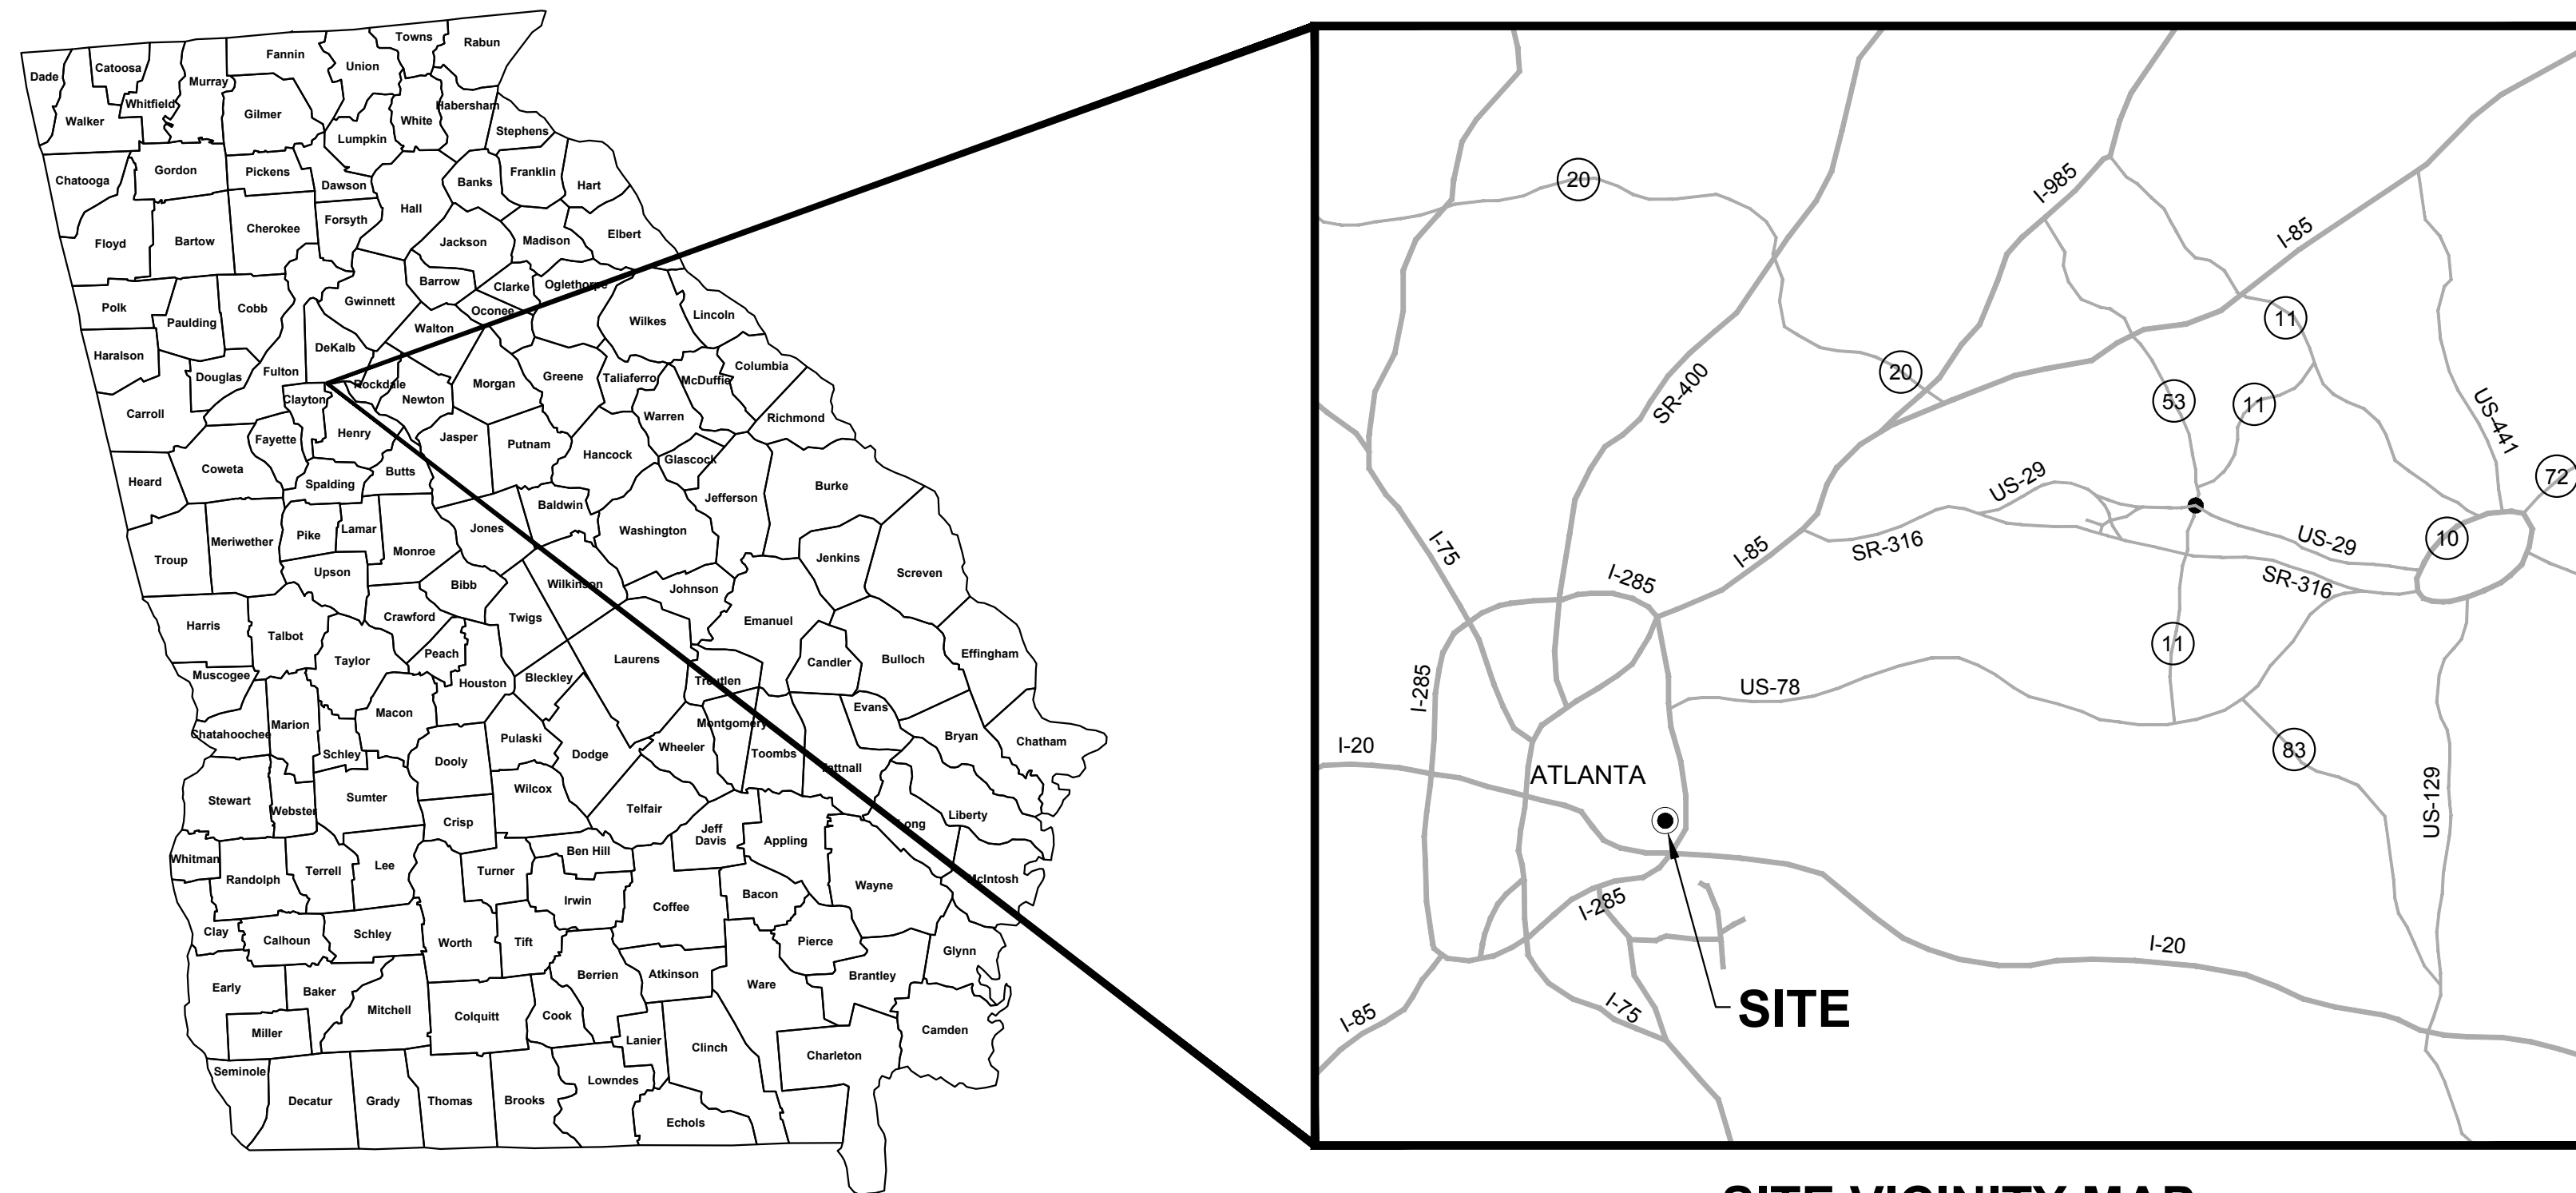 Towns
Rabun
Fannin
Union
Dade
Catoosa
Murray
Whitfield
Habersham
Gilmer
White
Walker
Stephens
Lumpkin
Gordon
Pickens
Franklin
Chatooga
Banks
Dawson
Hart
Hall
Forsyth
Cherokee
Elbert
Floyd
Bartow
Jackson
Madison
Barrow
Clarke
Oglethorpe
Gwinnett
Polk
Cobb
Oconee
Lincoln
Paulding
Wilkes
Walton
DeKalb
Haralson
Columbia
Fulton
Douglas
Greene
Taliaferro
McDuffie
Rockdale
Morgan
Clayton
Newton
Carroll
Warren
Richmond
Henry
Fayette
Jasper
Putnam
Hancock
Glascock
Coweta
Butts
Heard
Spalding
Burke
Jefferson
Baldwin
Jones
Lamar
Washington
Pike
Meriwether
Monroe
Troup
Jenkins
Upson
Screven
Bibb
Wilkinson
Johnson
Crawford
Twigs
Emanuel
Harris
Talbot
Peach
Effingham
Taylor
Laurens
Candler
Bulloch
Muscogee
Bleckley
Treutlen
Houston
Evans
Macon
Marion
Montgomery
Chatahoochee
Bryan
Pulaski
Chatham
Wheeler
Schley
Dodge
Toombs
Dooly
Tattnall
Wilcox
Sumter
Stewart
Telfair
Webster
Liberty
Crisp
Long
Jeff
Davis
Appling
Ben Hill
Whitman
Lee
Terrell
Turner
Randolph
McIntosh
Wayne
Bacon
Irwin
Coffee
Clay
Schley
Calhoun
Worth
Tift
Pierce
Glynn
Berrien
Atkinson
Brantley
Ware
Early
Baker
Mitchell
Colquitt
Cook
Miller
Camden
Lanier
Clinch
Charleton
Seminole
Lowndes
Decatur
Grady
Thomas
Brooks
Echols
20
I-985
I-85
11
20
SR-400
53
11
US-441
72
US-29
I-75
I-85
SR-316
US-29
10
I-285
SR-316
11
I-285
US-78
I-20
83
ATLANTA
US-129
I-285
I-20
SITE
I-85
I-75
SITE VICINITY MAP